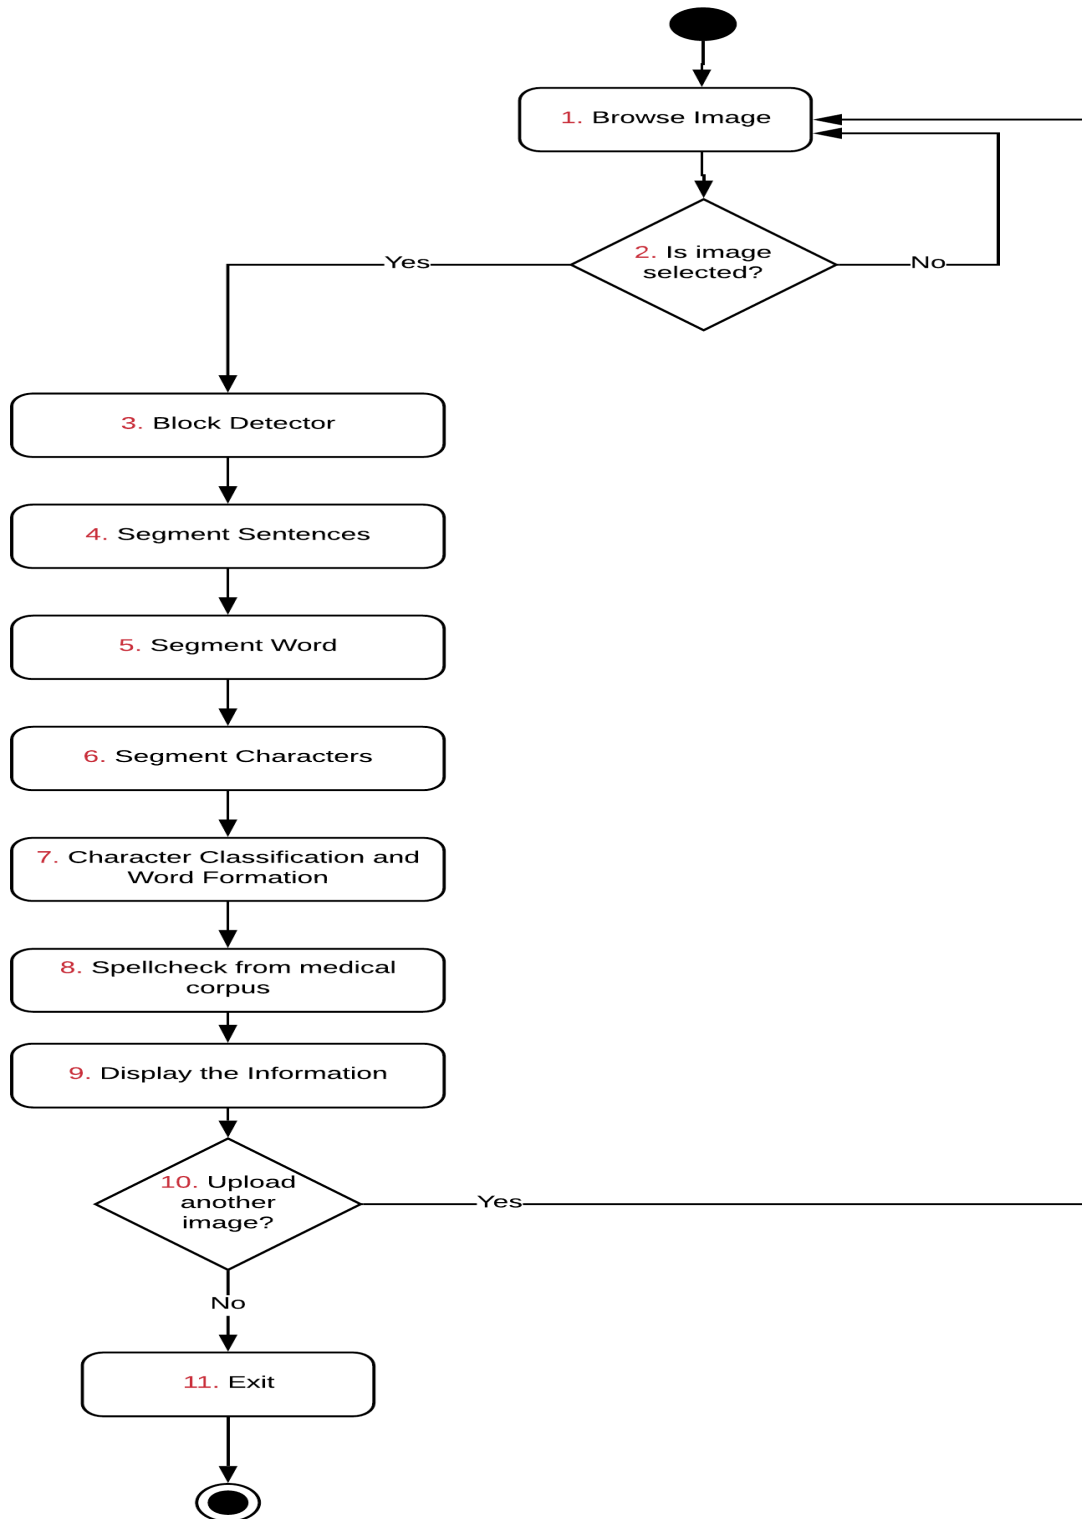 1. Browse Image
2. Is image
selected?
Yes
No
3. Block Detector
4. Segment Sentences
5. Segment Word
6. Segment Characters
7. Character Classification and
Word Formation
8. Spellcheck from medical
corpus
9. Display the Information
10. Upload
another
image?
Yes
No
11. Exit